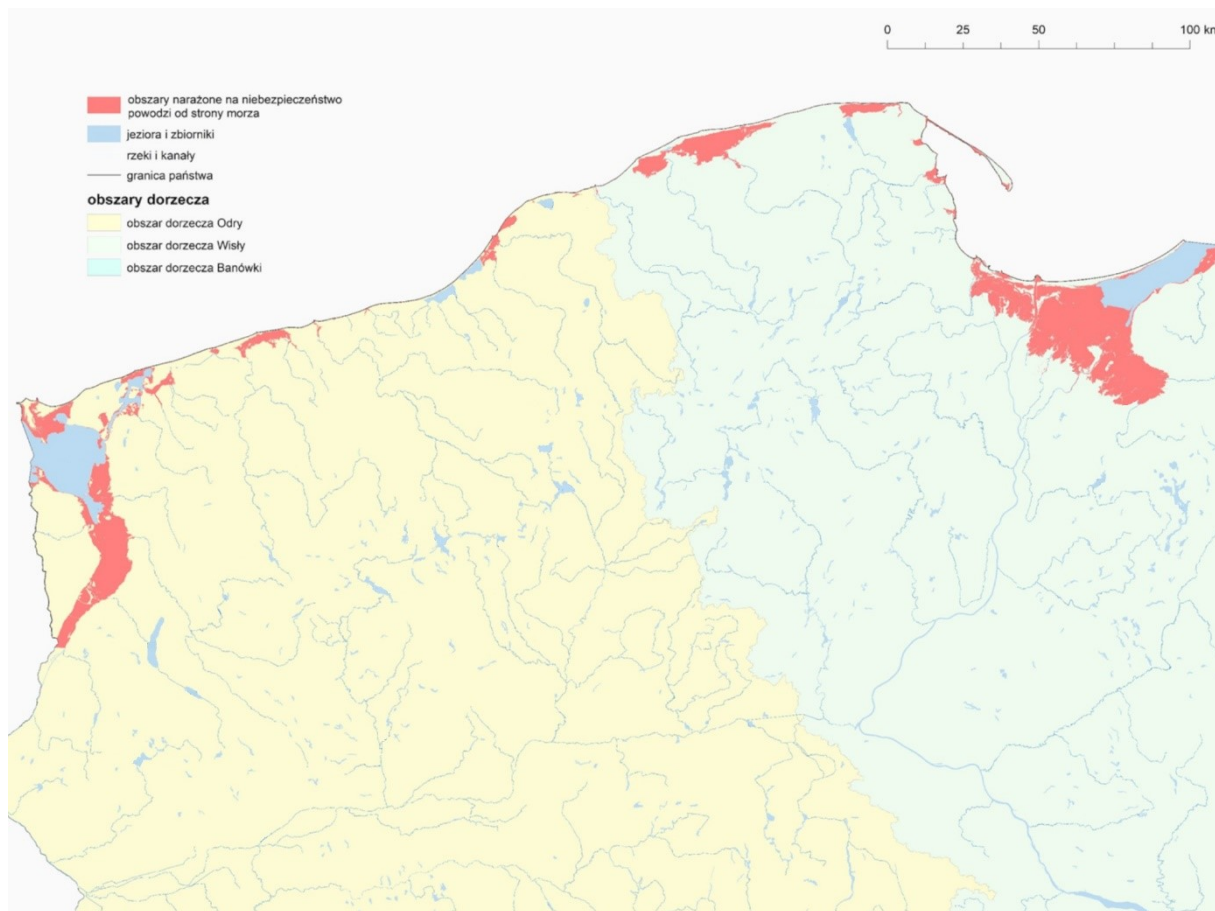 0 25 50 100 km
obszary narażone na niebezpieczeństwo
powodzi od strony morza
jeziora i zbiorniki
rzeki i kanały
granica państwa
obszary dorzecza
obszar dorzecza Odry
obszar dorzecza Wisły
obszar dorzecza Banówki